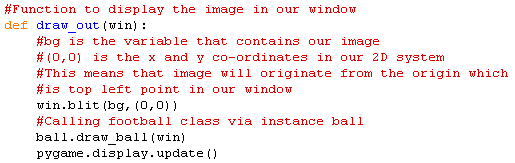 #Function to display the image in our window
def draw_out(win):
    #bg is the variable that contains our image
    #(0,0) is the x and y co-ordinates in our 2D system
    #This means that image will originate from the origin which
    #is top left point in our window
    win.blit(bg,(0,0))
    #Calling football class via instance ball
    ball.draw_ball(win)
    pygame.display.update()